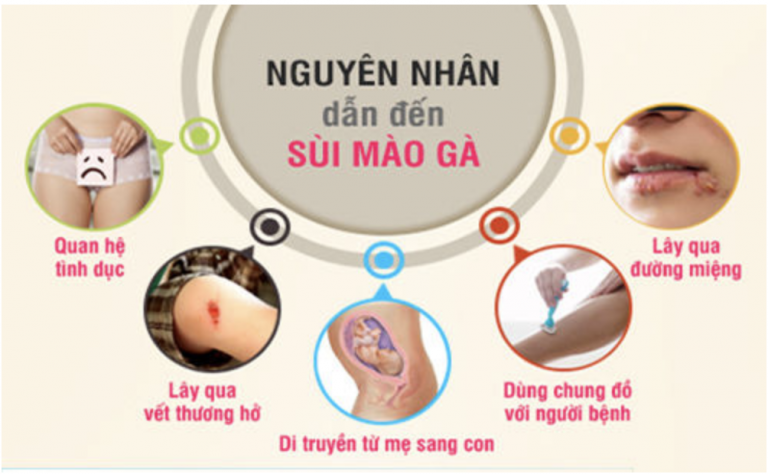 NGUYÊN NHÂN
dẫn đến
SÙI MÀO GÀ
Quan hệ
tình dục
Lây qua
vết thương hở
Di truyền từ mẹ sang con
Dùng chung đồ
với người bệnh
Lây qua
đường miệng